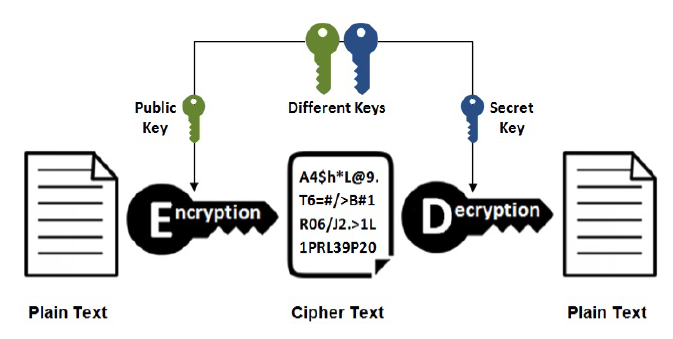 Public
Key
Different Keys
Secret
Key
A4$h*L@9.
T6=#/>B#1
R06/J2.>1L
1PRL39P20
Encryption
Decryption
Plain Text
Cipher Text
Plain Text